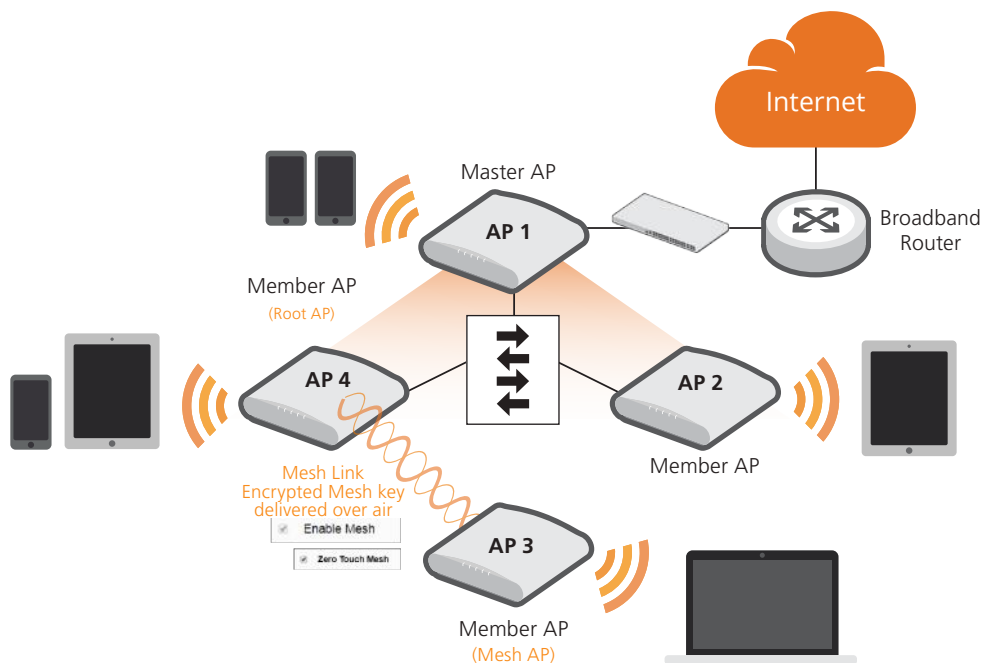 Internet
Master AP
AP 1
Broadband
Router
Member AP
(Root AP)
AP 4
AP 2
Member AP
Mesh Link
Encrypted Mesh key
delivered over air
Enable Mesh
Zero Touch Mesh
AP 3
Member AP
(Mesh AP)